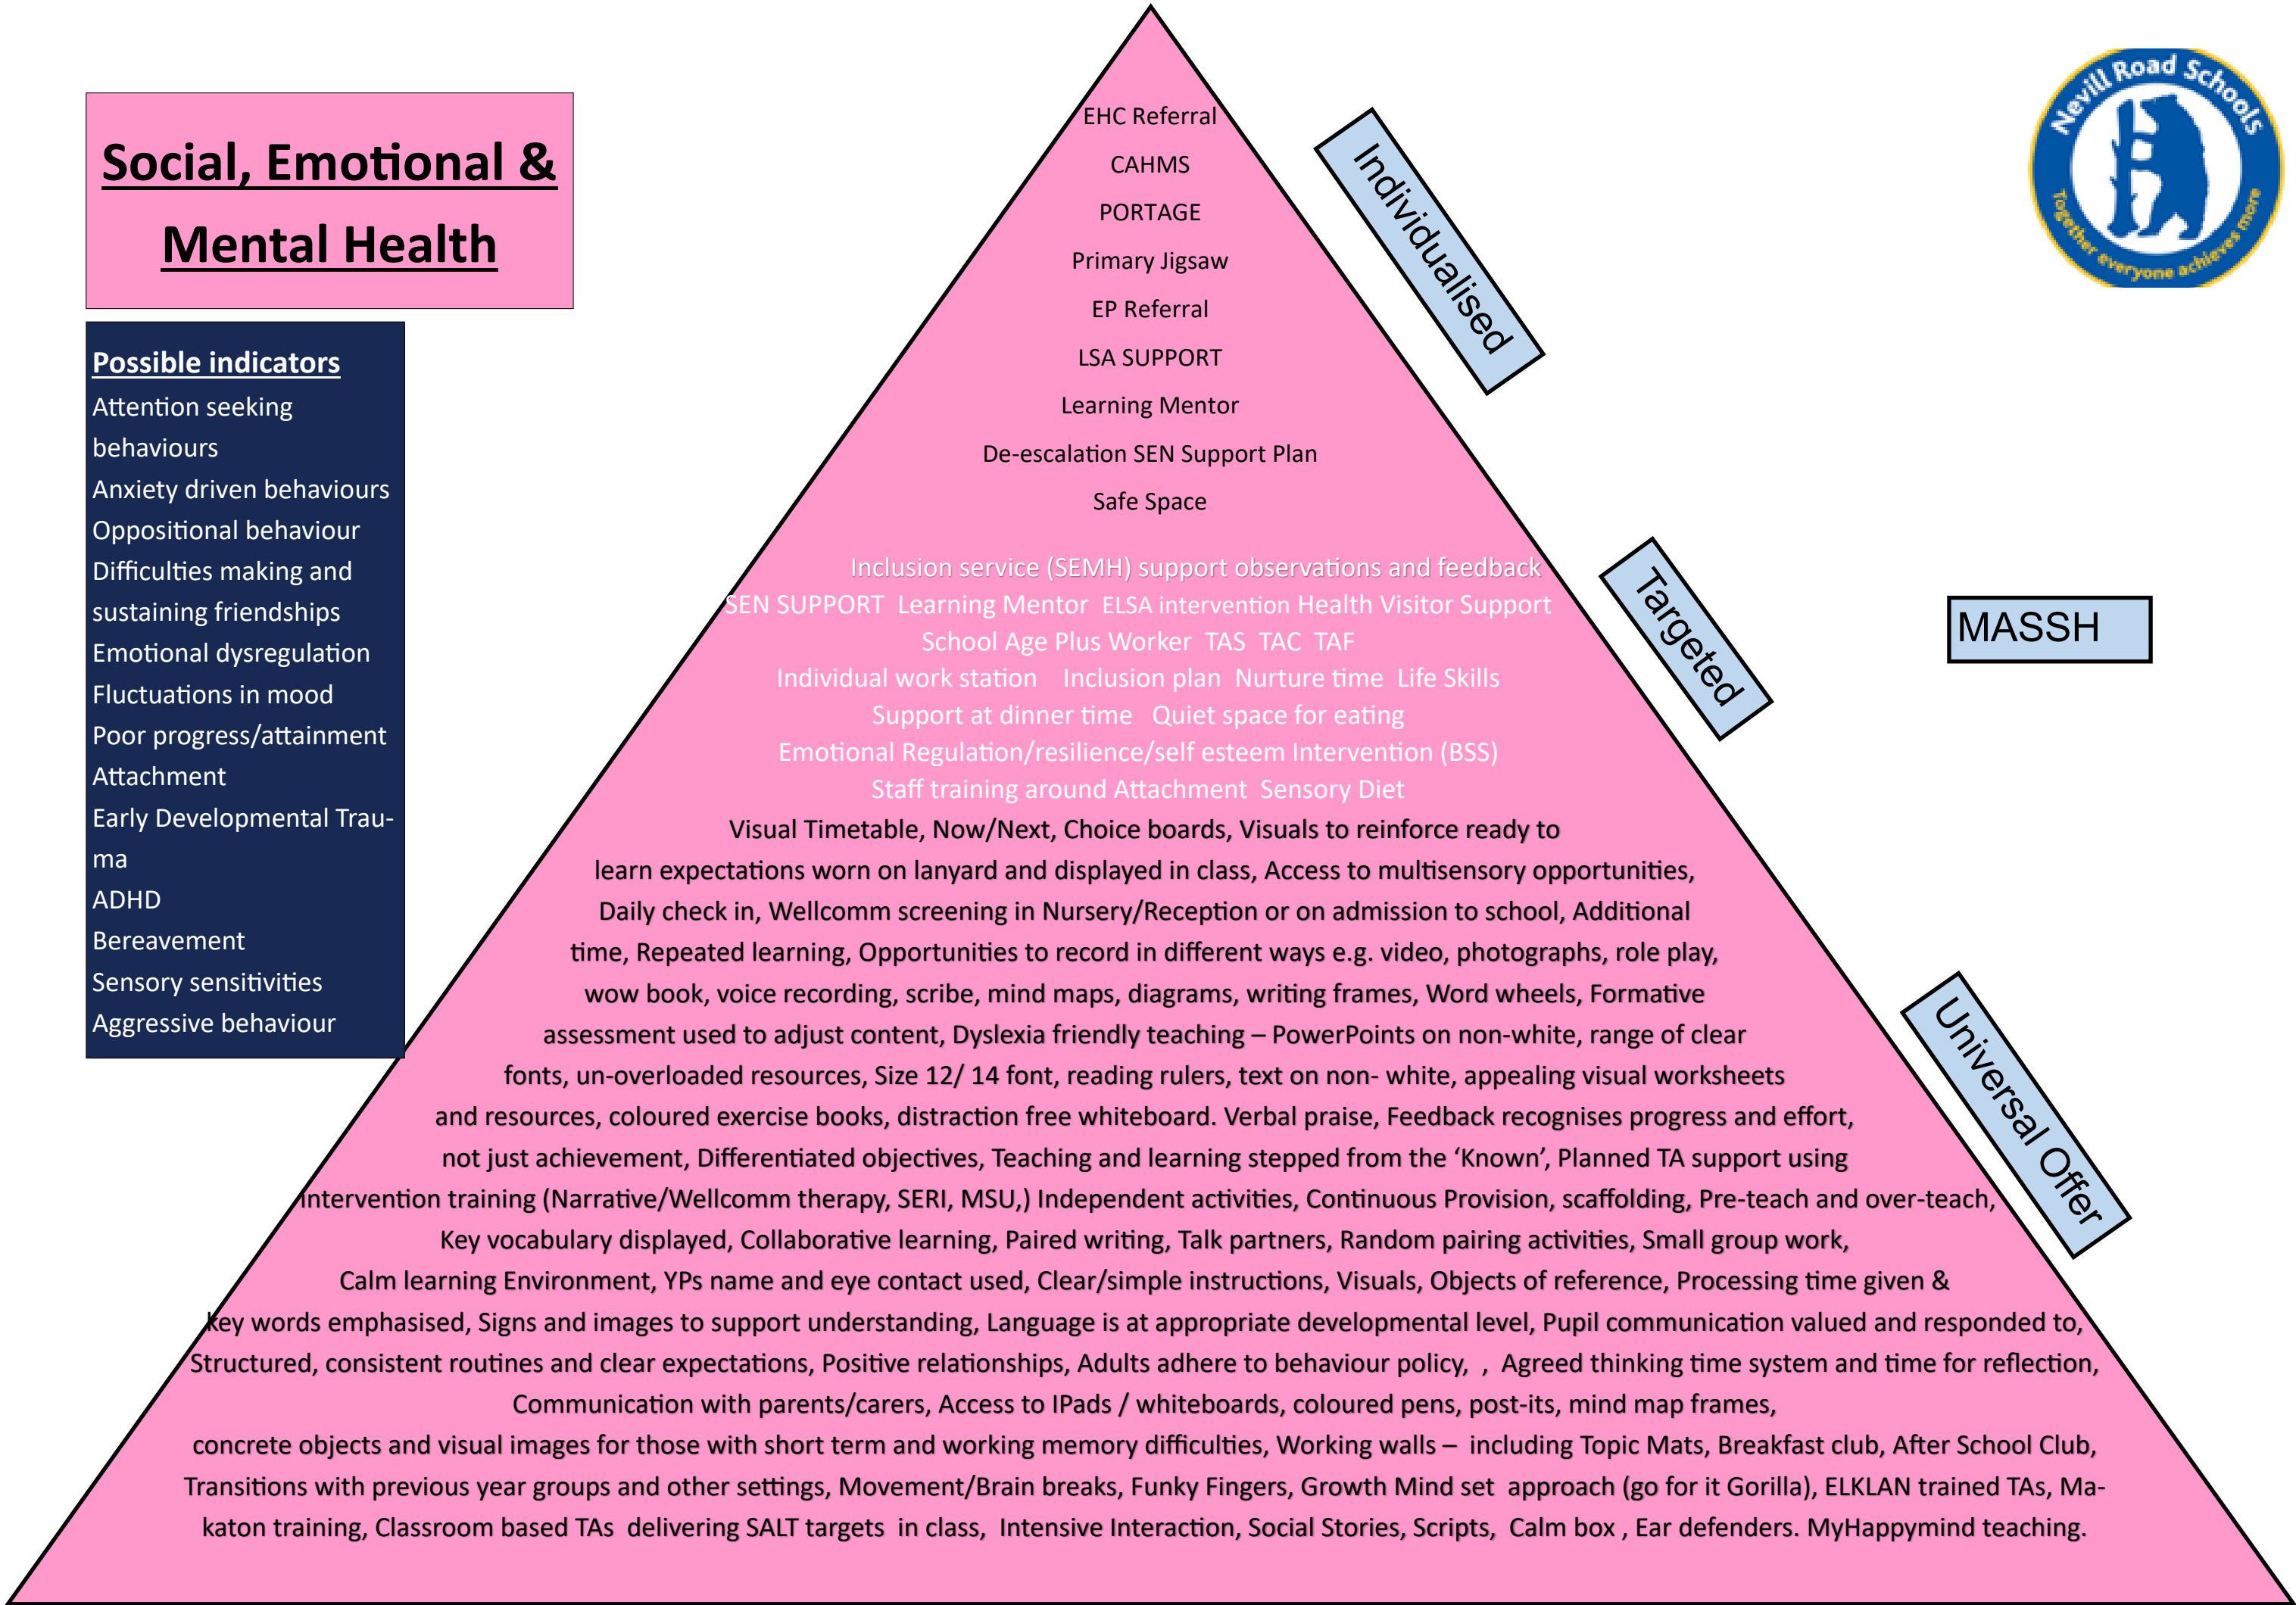 Social, Emotional &
Mental Health
Possible indicators
Attention seeking
behaviours
Anxiety driven behaviours
Oppositional behaviour
Difficulties making and
sustaining friendships
Emotional dysregulation
Fluctuations in mood
Poor progress/attainment
Attachment
Early Developmental Trau-
ma
ADHD
Bereavement
Sensory sensitivities
Aggressive behaviour
EHC Referral
CAHMS
PORTAGE
Primary Jigsaw
EP Referral
LSA SUPPORT
Learning Mentor
De-escalation SEN Support Plan
Safe Space
Inclusion service (SEMH) support observations and feedback
SEN SUPPORT  Learning Mentor  ELSA intervention Health Visitor Support
School Age Plus Worker  TAS  TAC  TAF
Individual work station    Inclusion plan  Nurture time  Life Skills
Support at dinner time   Quiet space for eating
Emotional Regulation/resilience/self esteem Intervention (BSS)
Staff training around Attachment  Sensory Diet
Visual Timetable, Now/Next, Choice boards, Visuals to reinforce ready to
learn expectations worn on lanyard and displayed in class, Access to multisensory opportunities,
Daily check in, Wellcomm screening in Nursery/Reception or on admission to school, Additional
time, Repeated learning, Opportunities to record in different ways e.g. video, photographs, role play,
wow book, voice recording, scribe, mind maps, diagrams, writing frames, Word wheels, Formative
assessment used to adjust content, Dyslexia friendly teaching – PowerPoints on non-white, range of clear
fonts, un-overloaded resources, Size 12/ 14 font, reading rulers, text on non- white, appealing visual worksheets
and resources, coloured exercise books, distraction free whiteboard. Verbal praise, Feedback recognises progress and effort,
not just achievement, Differentiated objectives, Teaching and learning stepped from the ‘Known’, Planned TA support using
intervention training (Narrative/Wellcomm therapy, SERI, MSU,) Independent activities, Continuous Provision, scaffolding, Pre-teach and over-teach,
Key vocabulary displayed, Collaborative learning, Paired writing, Talk partners, Random pairing activities, Small group work,
Calm learning Environment, YPs name and eye contact used, Clear/simple instructions, Visuals, Objects of reference, Processing time given &
key words emphasised, Signs and images to support understanding, Language is at appropriate developmental level, Pupil communication valued and responded to,
Structured, consistent routines and clear expectations, Positive relationships, Adults adhere to behaviour policy,  ,  Agreed thinking time system and time for reflection,
Communication with parents/carers, Access to IPads / whiteboards, coloured pens, post-its, mind map frames,
concrete objects and visual images for those with short term and working memory difficulties, Working walls –  including Topic Mats, Breakfast club, After School Club,
Transitions with previous year groups and other settings, Movement/Brain breaks, Funky Fingers, Growth Mind set  approach (go for it Gorilla), ELKLAN trained TAs, Ma-
katon training, Classroom based TAs  delivering SALT targets  in class,  Intensive Interaction, Social Stories, Scripts,  Calm box , Ear defenders. MyHappymind teaching.
Individualised
Targeted
Universal Offer
MASSH
Nevill Road Schools
Together everyone achieves more